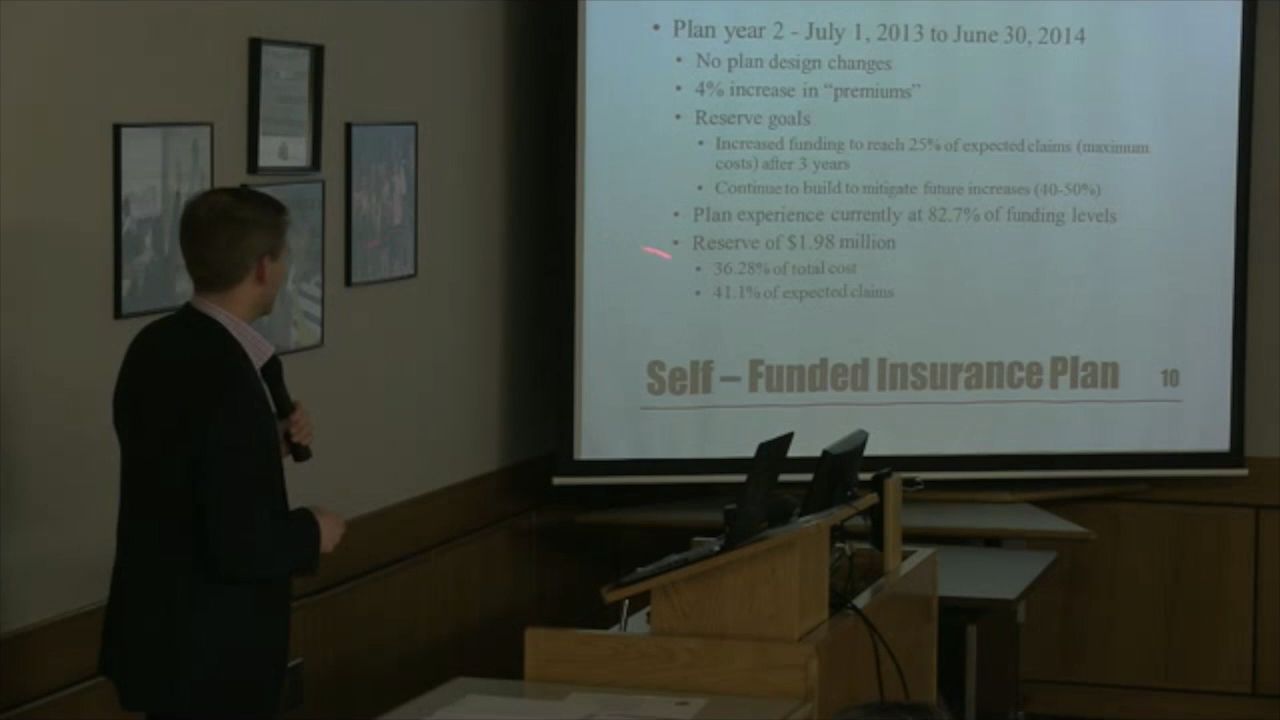 • Plan year 2 - July 1, 2013 to June 30, 2014
• No plan design changes
• 4% increase in “premiums”
• Reserve goals
• Increased funding to reach 25% of expected claims (maximum
costs) after 3 years
• Continue to build to mitigate future increases (40-50%)
• Plan experience currently at 82.7% of funding levels
• Reserve of $1.98 million
• 36.28% of total cost
• 41.1% of expected claims
Self – Funded Insurance Plan 10